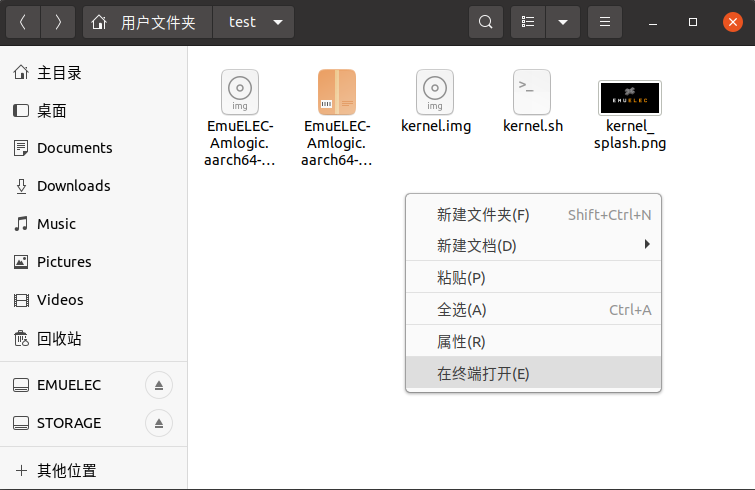 用户文件夹
test
主目录
桌面
Documents
Downloads
Music
Pictures
Videos
回收站
EMUELEC
STORAGE
其他位置
img
EmuELEC-
Amlogic.
aarch64-...
EmuELEC-
Amlogic.
aarch64-...
img
kernel.img
>_
kernel.sh
EMUELEC
kernel_
splash.png
新建文件夹(F) Shift+Ctrl+N
新建文档(D)
粘贴(P)
全选(A) Ctrl+A
属性(R)
在终端打开(E)